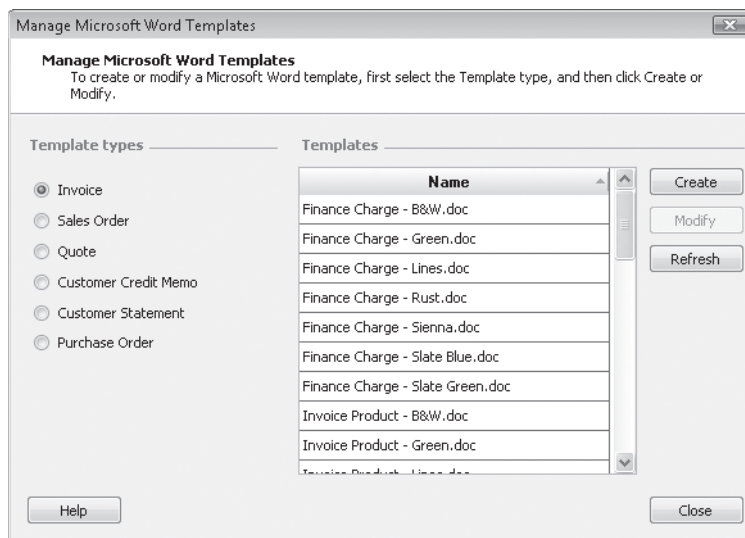 Manage Microsoft Word Templates
Manage Microsoft Word Templates
To create or modify a Microsoft Word template, first select the Template type, and then click Create or
Modify.
Template types
Invoice
Sales Order
Quote
Customer Credit Memo
Customer Statement
Purchase Order
Templates
Name
Finance Charge - B&W.doc
Finance Charge - Green.doc
Finance Charge - Lines.doc
Finance Charge - Rust.doc
Finance Charge - Sienna.doc
Finance Charge - Slate Blue.doc
Finance Charge - Slate Green.doc
Invoice Product - B&W.doc
Invoice Product - Green.doc
Invoice Product - Lines.doc
Create
Modify
Refresh
Help
Close